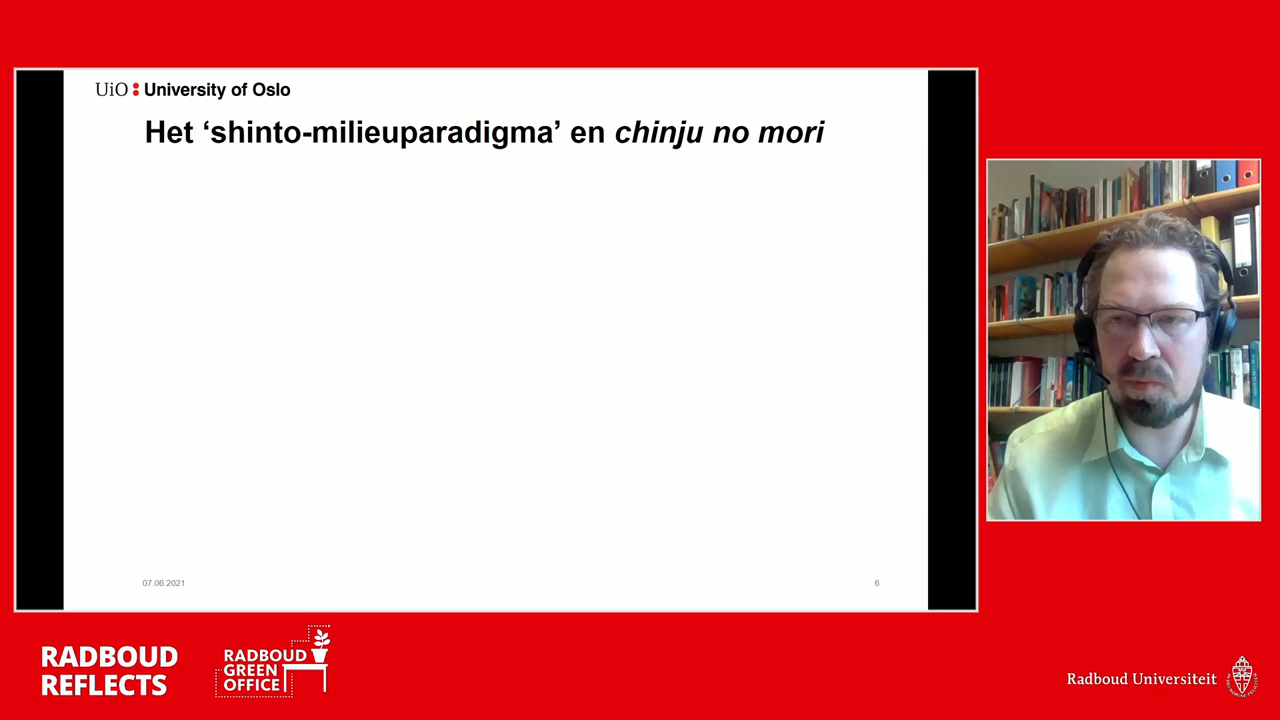 UiO : University of Oslo
Het ‘shinto-milieuparadigma’ en chinju no mori
07.06.2021
6
RADBOUD
REFLECTS
RADBOUD
GREEN
OFFICE
Radboud Universiteit